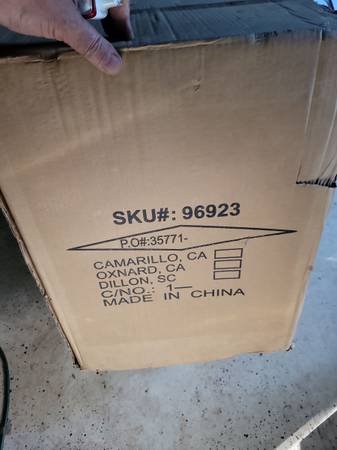 SKU#: 96923
P.O#:35771-
CAMARILLO, CA
OXNARD, CA
DILLON, SC
C/NO.: 1—
MADE IN CHINA